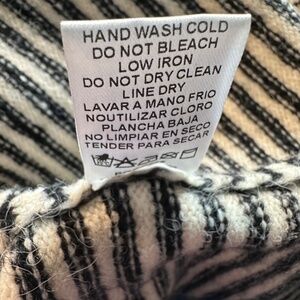 HAND WASH COLD
DO NOT BLEACH
LOW IRON
DO NOT DRY CLEAN
LINE DRY
LAVAR A MANO FRIO
NOUTILIZAR CLORO
PLANCHA BAJA
NO LIMPIAR EN SECO
TENDER PARA SECAR